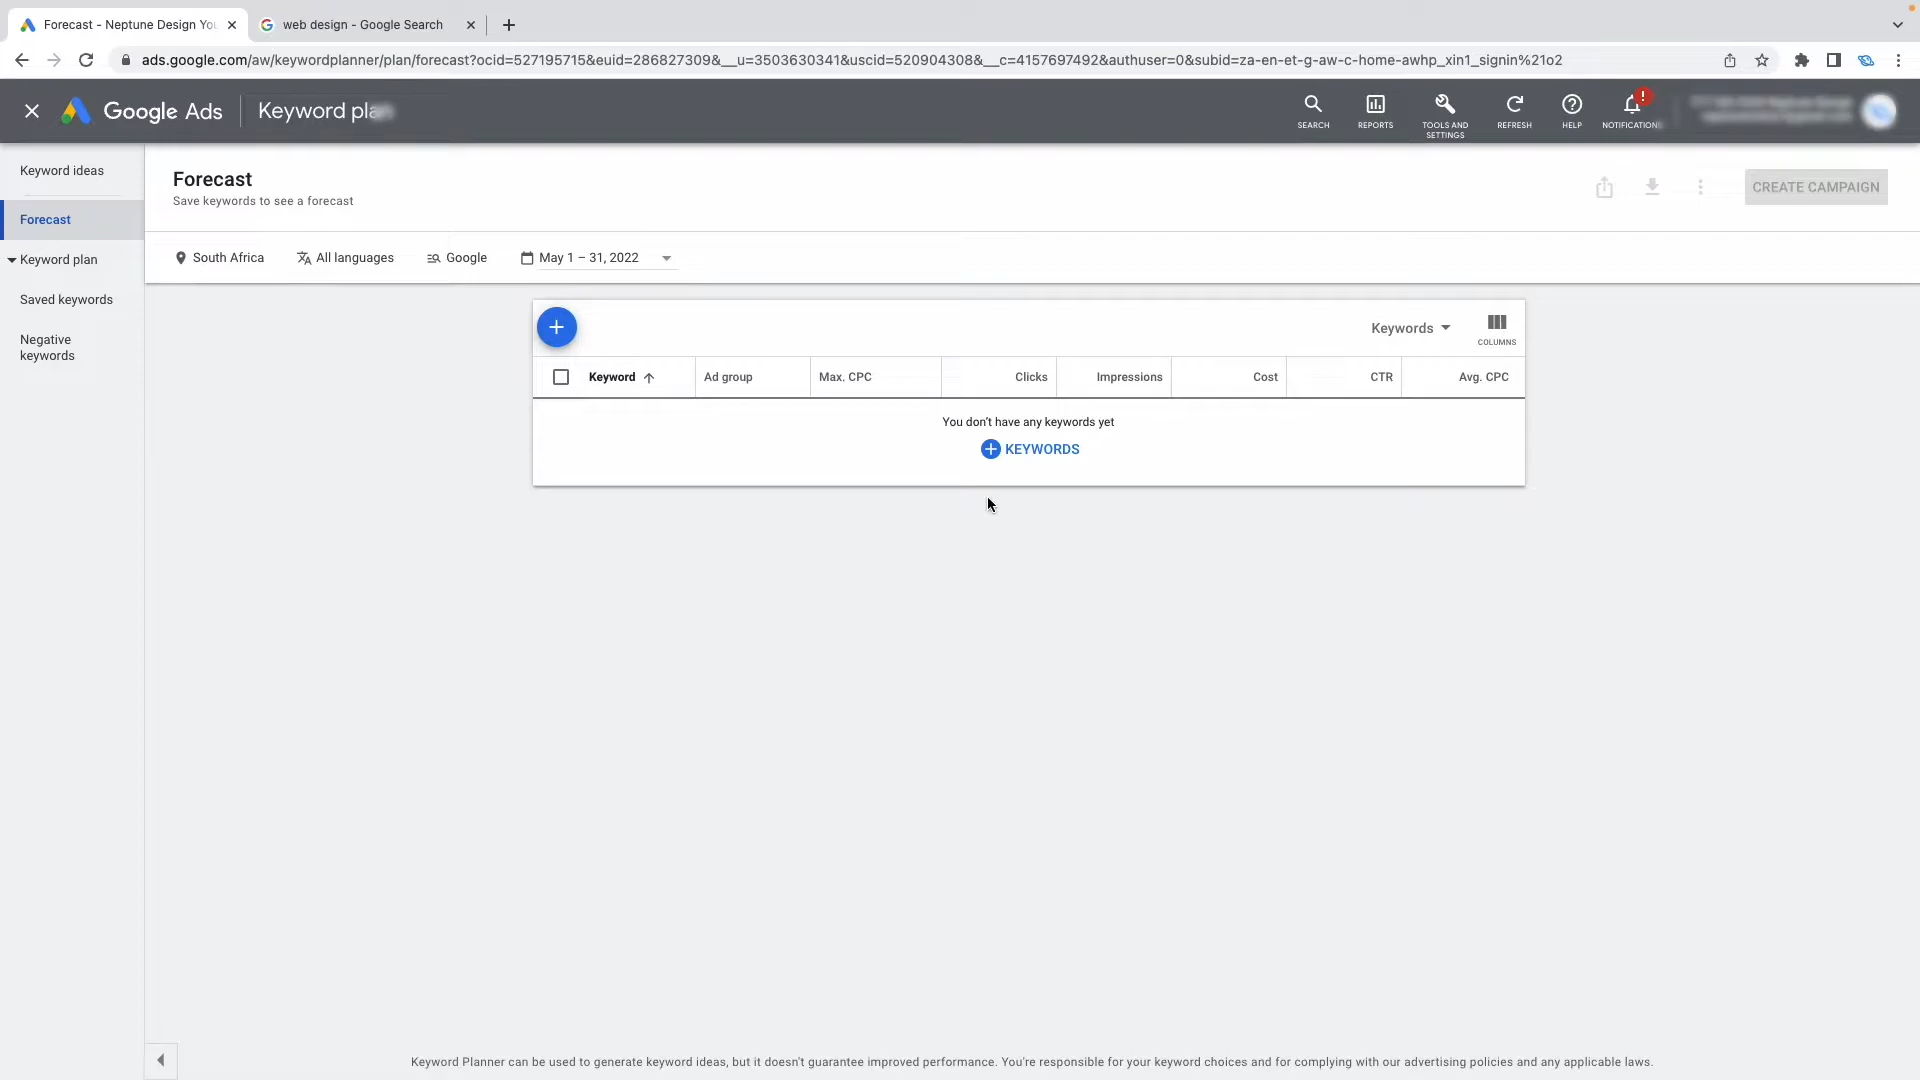 Forecast - Neptune Design You
web design - Google Search
ads.google.com/aw/keywordplanner/plan/forecast?ocid=527195715&euid=286827309&__u=3503630341&uscid=520904308&__c=4157697492&authuser=0&subid=za-en-et-g-aw-c-home-awhp_xin1_signin%21o2
Google Ads
Keyword plan
SEARCH
REPORTS
TOOLS AND
SETTINGS
REFRESH
HELP
!
NOTIFICATIONS
Keyword ideas
Forecast
Keyword plan
Saved keywords
Negative
keywords
Forecast
Save keywords to see a forecast
CREATE CAMPAIGN
South Africa
All languages
Google
May 1 – 31, 2022
Keywords
COLUMNS
Keyword
Ad group
Max. CPC
Clicks
Impressions
Cost
CTR
Avg. CPC
You don't have any keywords yet
KEYWORDS
Keyword Planner can be used to generate keyword ideas, but it doesn't guarantee improved performance. You're responsible for your keyword choices and for complying with our advertising policies and any applicable laws.